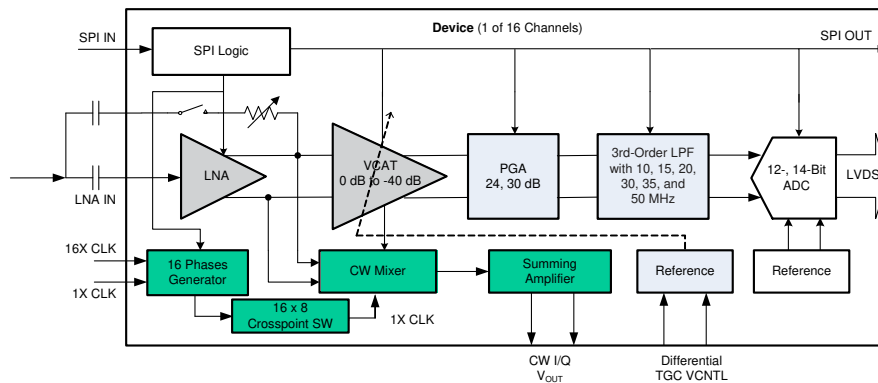 Device (1 of 16 Channels)
SPI IN
SPI Logic
SPI OUT
LNA
VCAT
0 dB to -40 dB
PGA
24, 30 dB
3rd-Order LPF
with 10, 15, 20,
30, 35, and
50 MHz
12-, 14-Bit
ADC
LVDS
LNA IN
16X CLK
1X CLK
16 Phases
Generator
CW Mixer
Summing
Amplifier
Reference
Reference
16 x 8
Crosspoint SW
1X CLK
CW I/Q
VOUT
Differential
TGC VCNTL